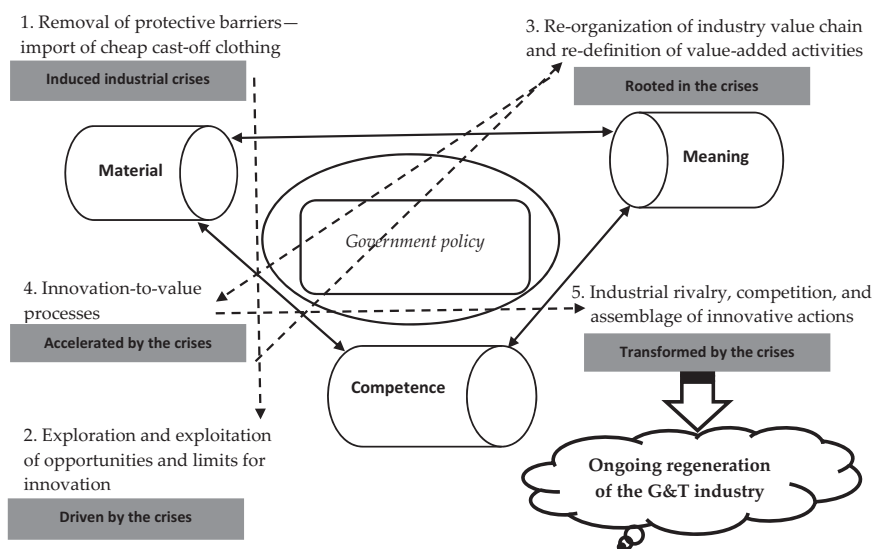 1. Removal of protective barriers—
import of cheap cast-off clothing
Induced industrial crises
3. Re-organization of industry value chain
and re-definition of value-added activities
Rooted in the crises
Material
Meaning
Government policy
4. Innovation-to-value
processes
Accelerated by the crises
5. Industrial rivalry, competition, and
assemblage of innovative actions
Transformed by the crises
Competence
2. Exploration and exploitation
of opportunities and limits for
innovation
Driven by the crises
Ongoing regeneration
of the G&T industry